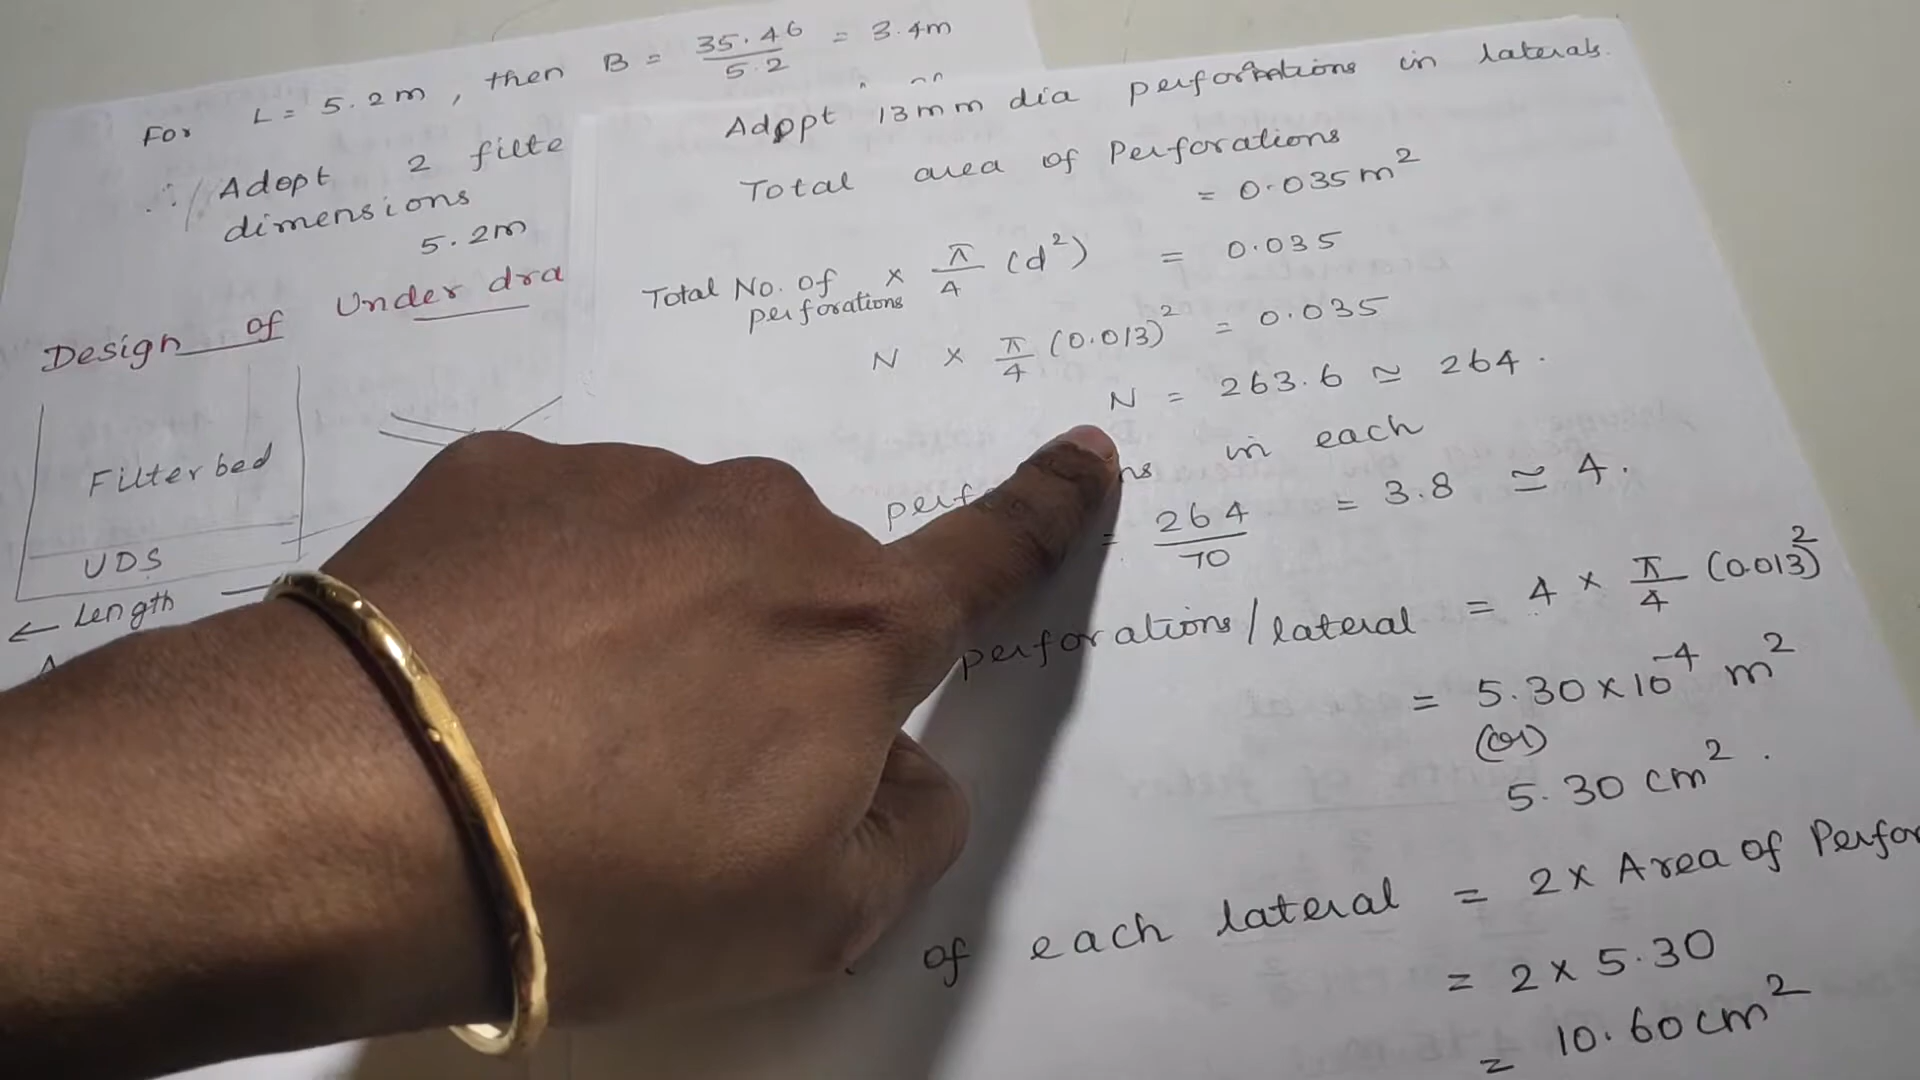 For L = 5.2m, then B = 35.46/5.2 = 3.4m
∴ Adopt 2 filte
dimensions
5.2m
Design of Under dra
Filter bed
UDS
← Length
Adopt 13mm dia perforations in laterals.
Total area of Perforations
= 0.035m²
Total No. of perforations × π/4 (d²) = 0.035
N × π/4 (0.013)² = 0.035
N = 263.6 ≃ 264.
perfo ns in each
= 264/70 = 3.8 ≃ 4.
perforations/lateral = 4 × π/4 (0.013)²
= 5.30×10⁻⁴ m²
(or)
5.30 cm².
of each lateral = 2× Area of Perfor
= 2 × 5.30
= 10.60cm²